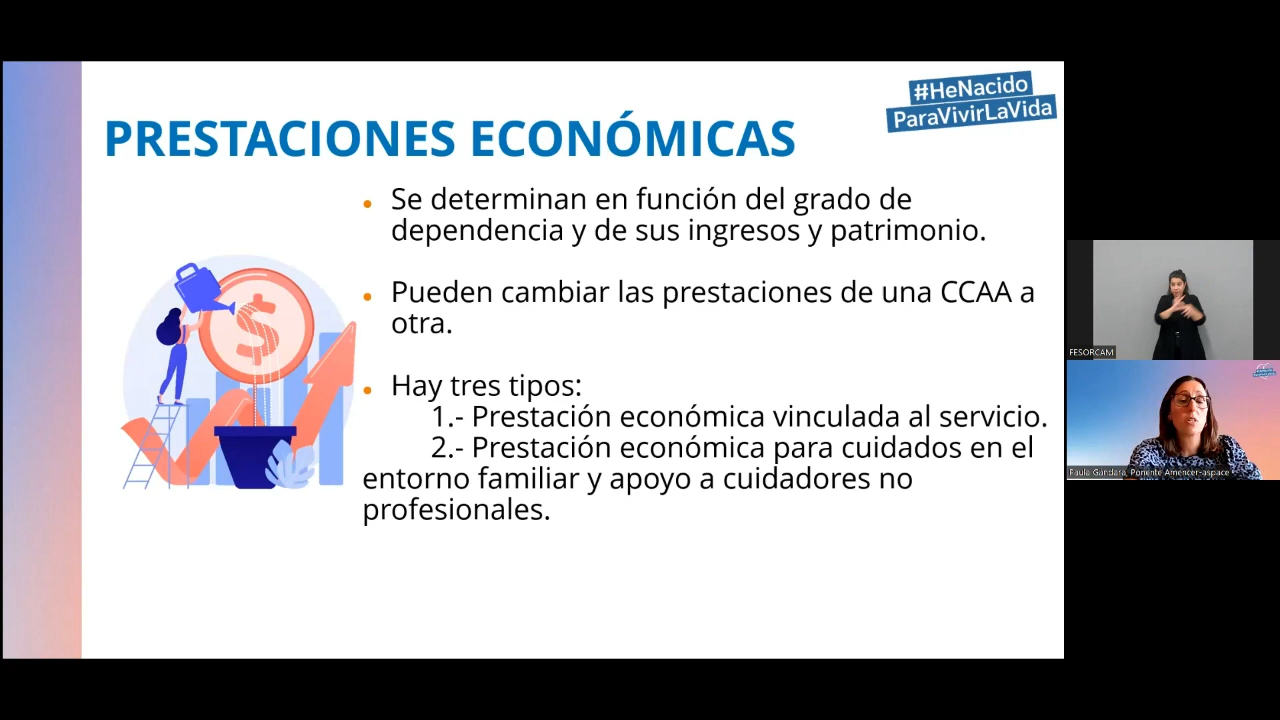 #HeNacido
ParaVivirLaVida
PRESTACIONES ECONÓMICAS
Se determinan en función del grado de
dependencia y de sus ingresos y patrimonio.
Pueden cambiar las prestaciones de una CCAA a
otra.
Hay tres tipos:
1.- Prestación económica vinculada al servicio.
2.- Prestación económica para cuidados en el
entorno familiar y apoyo a cuidadores no
profesionales.
$
FESORCAM
Paula Gándara, Ponente Amencer-aspace